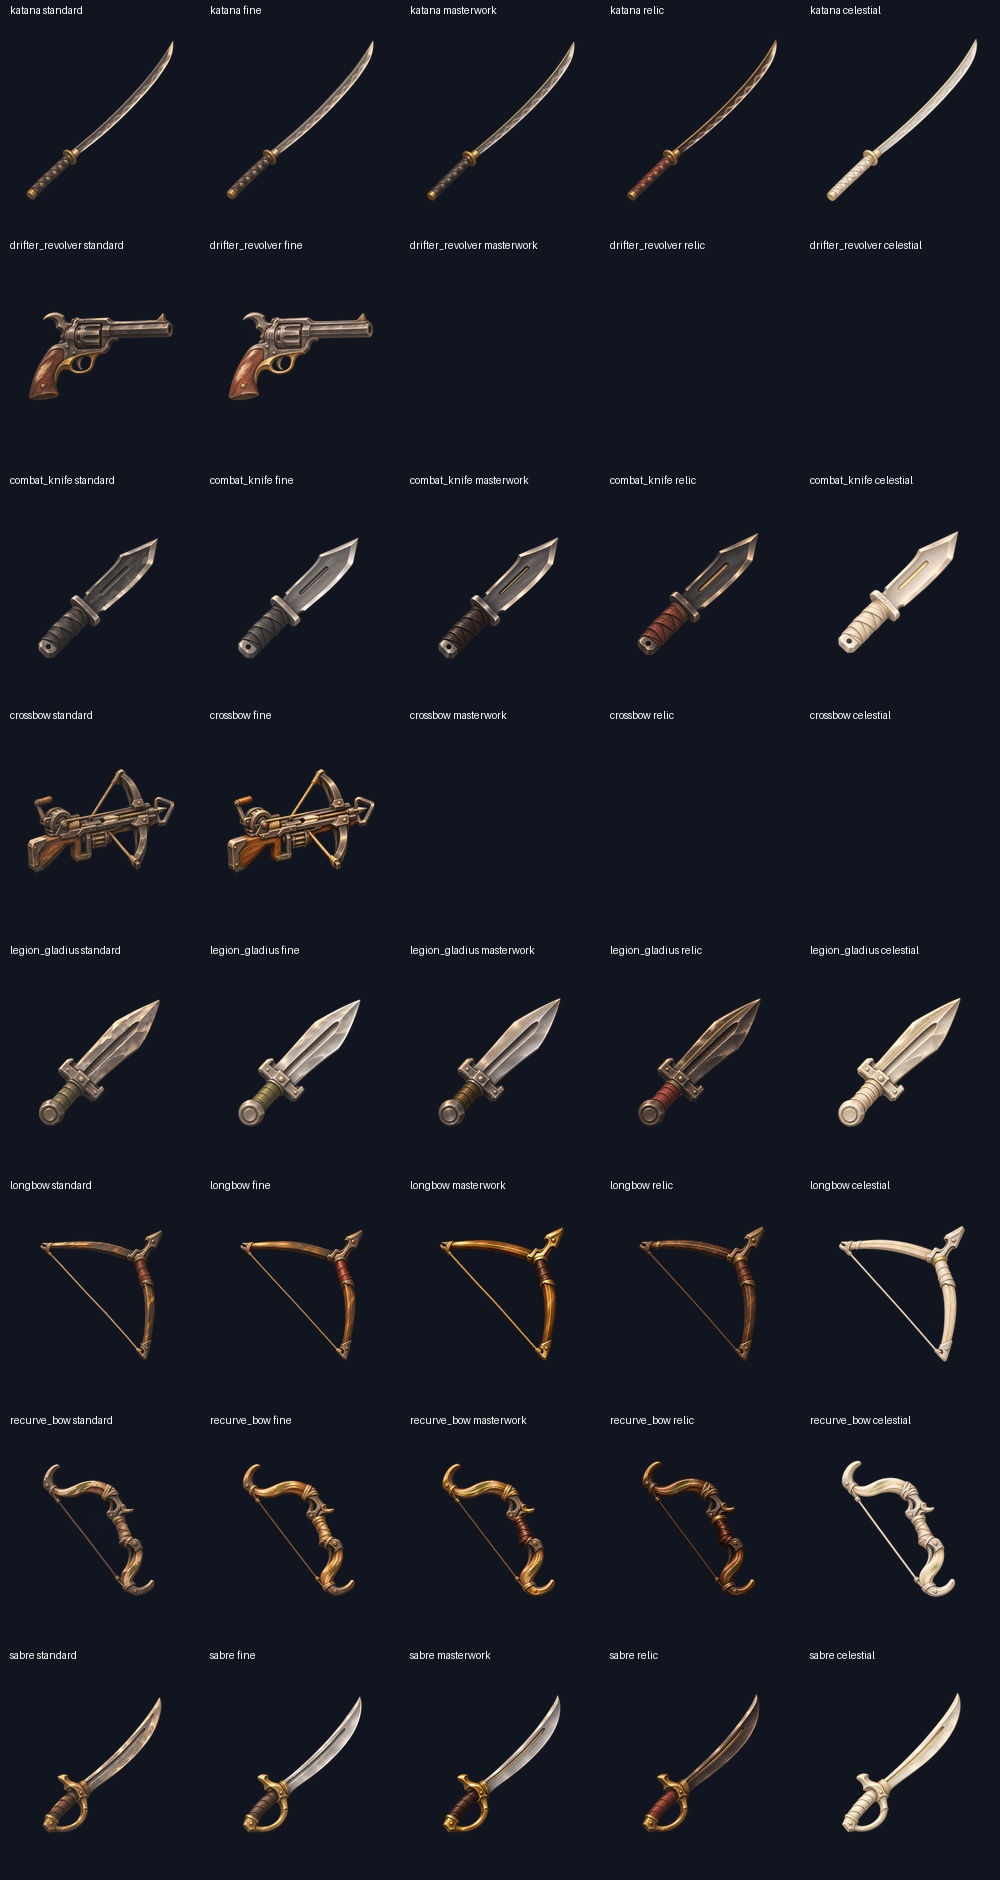 katana standard katana fine katana masterwork katana relic katana celestial
drifter_revolver standard drifter_revolver fine drifter_revolver masterwork drifter_revolver relic drifter_revolver celestial
combat_knife standard combat_knife fine combat_knife masterwork combat_knife relic combat_knife celestial
crossbow standard crossbow fine crossbow masterwork crossbow relic crossbow celestial
legion_gladius standard legion_gladius fine legion_gladius masterwork legion_gladius relic legion_gladius celestial
longbow standard longbow fine longbow masterwork longbow relic longbow celestial
recurve_bow standard recurve_bow fine recurve_bow masterwork recurve_bow relic recurve_bow celestial
sabre standard sabre fine sabre masterwork sabre relic sabre celestial